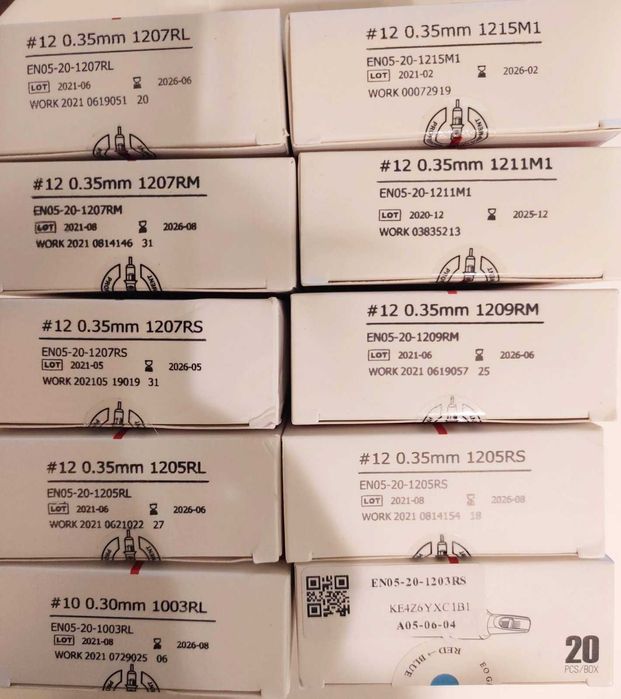 #12 0.35mm 1207RL
EN05-20-1207RL
LOT 2021-06 2026-06
WORK 2021 0619051 20
#12 0.35mm 1215M1
EN05-20-1215M1
LOT 2021-02 2026-02
WORK 00072919
#12 0.35mm 1207RM
EN05-20-1207RM
LOT 2021-08 2026-08
WORK 2021 0814146 31
#12 0.35mm 1211M1
EN05-20-1211M1
LOT 2020-12 2025-12
WORK 03835213
#12 0.35mm 1207RS
EN05-20-1207RS
LOT 2021-05 2026-05
WORK 202105 19019 31
#12 0.35mm 1209RM
EN05-20-1209RM
LOT 2021-06 2026-06
WORK 2021 0619057 25
#12 0.35mm 1205RL
EN05-20-1205RL
LOT 2021-06 2026-06
WORK 2021 0621022 27
#12 0.35mm 1205RS
EN05-20-1205RS
LOT 2021-08 2026-08
WORK 2021 0814154 18
#10 0.30mm 1003RL
EN05-20-1003RL
LOT 2021-08 2026-08
WORK 2021 0729025 06
EN05-20-1203RS
KE4Z6YXC1B1
A05-06-04
RED BLUE
20
PCS/BOX